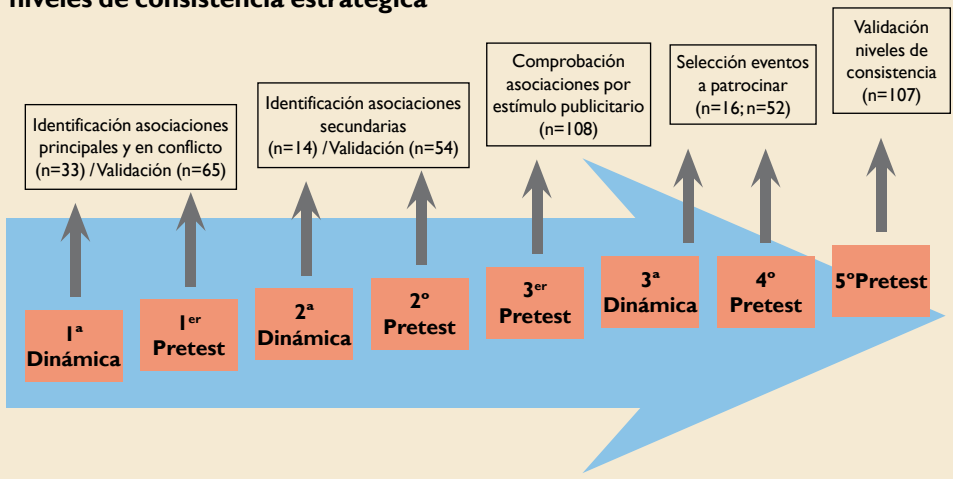 niveles de consistencia estratégica
Identificación asociaciones
principales y en conflicto
(n=33) / Validación (n=65)
Identificación asociaciones
secundarias
(n=14) / Validación (n=54)
Comprobación
asociaciones por
estímulo publicitario
(n=108)
Selección eventos
a patrocinar
(n=16; n=52)
Validación
niveles de
consistencia
(n=107)
1ª
Dinámica
1er
Pretest
2ª
Dinámica
2º
Pretest
3er
Pretest
3ª
Dinámica
4º
Pretest
5ºPretest